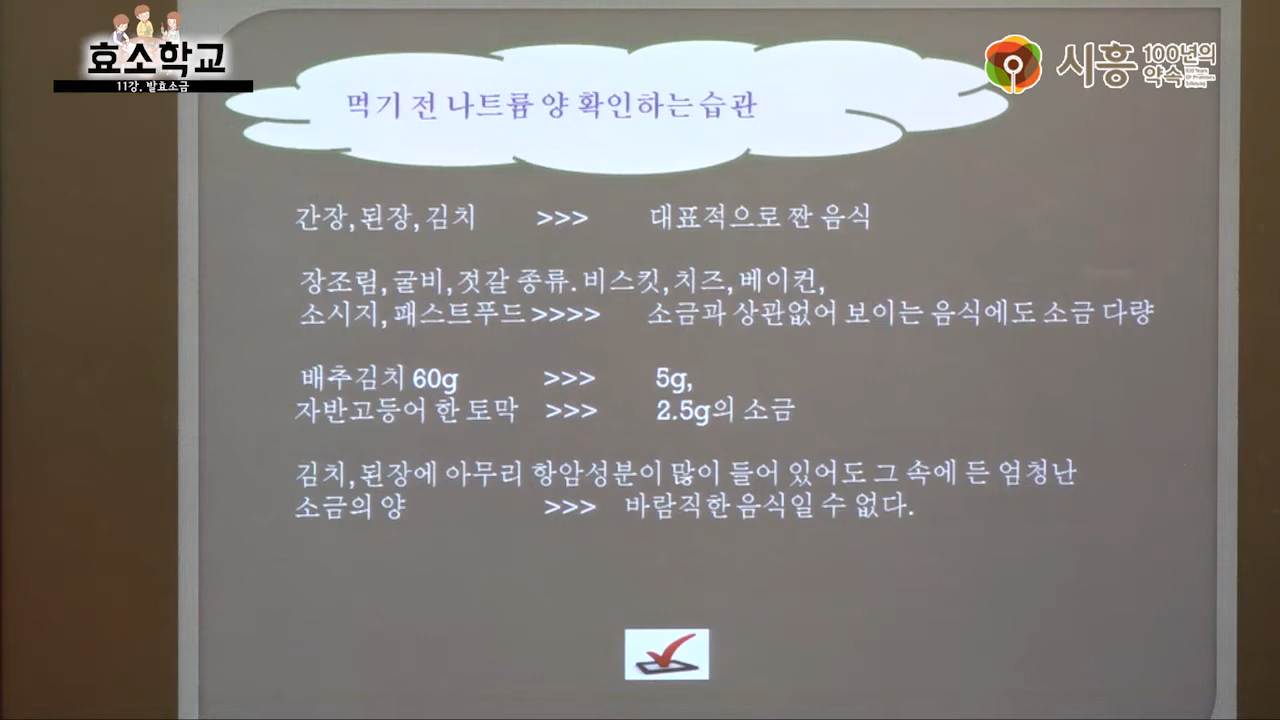 효소학교
11강. 발효소금
시흥 100년의 약속
먹기 전 나트륨 양 확인하는 습관
간장, 된장, 김치 >>> 대표적으로 짠 음식
장조림, 굴비, 젓갈 종류. 비스킷, 치즈, 베이컨,
소시지, 패스트푸드 >>>> 소금과 상관없어 보이는 음식에도 소금 다량
배추김치 60g >>> 5g,
자반고등어 한 토막 >>> 2.5g의 소금
김치, 된장에 아무리 항암성분이 많이 들어 있어도 그 속에 든 엄청난
소금의 양 >>> 바람직한 음식일 수 없다.